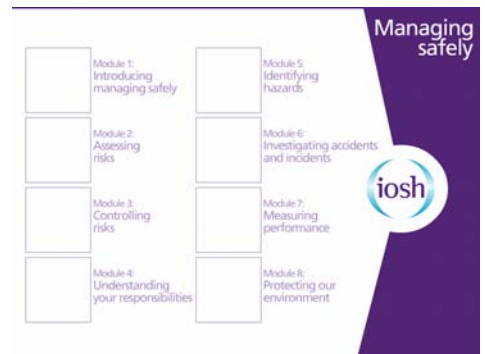 Managing
safely
Module 1:
Introducing
managing safely
Module 2:
Assessing
risks
Module 3:
Controlling
risks
Module 4:
Understanding
your responsibilities
Module 5:
Identifying
hazards
Module 6:
Investigating accidents
and incidents
Module 7:
Measuring
performance
Module 8:
Protecting our
environment
iosh